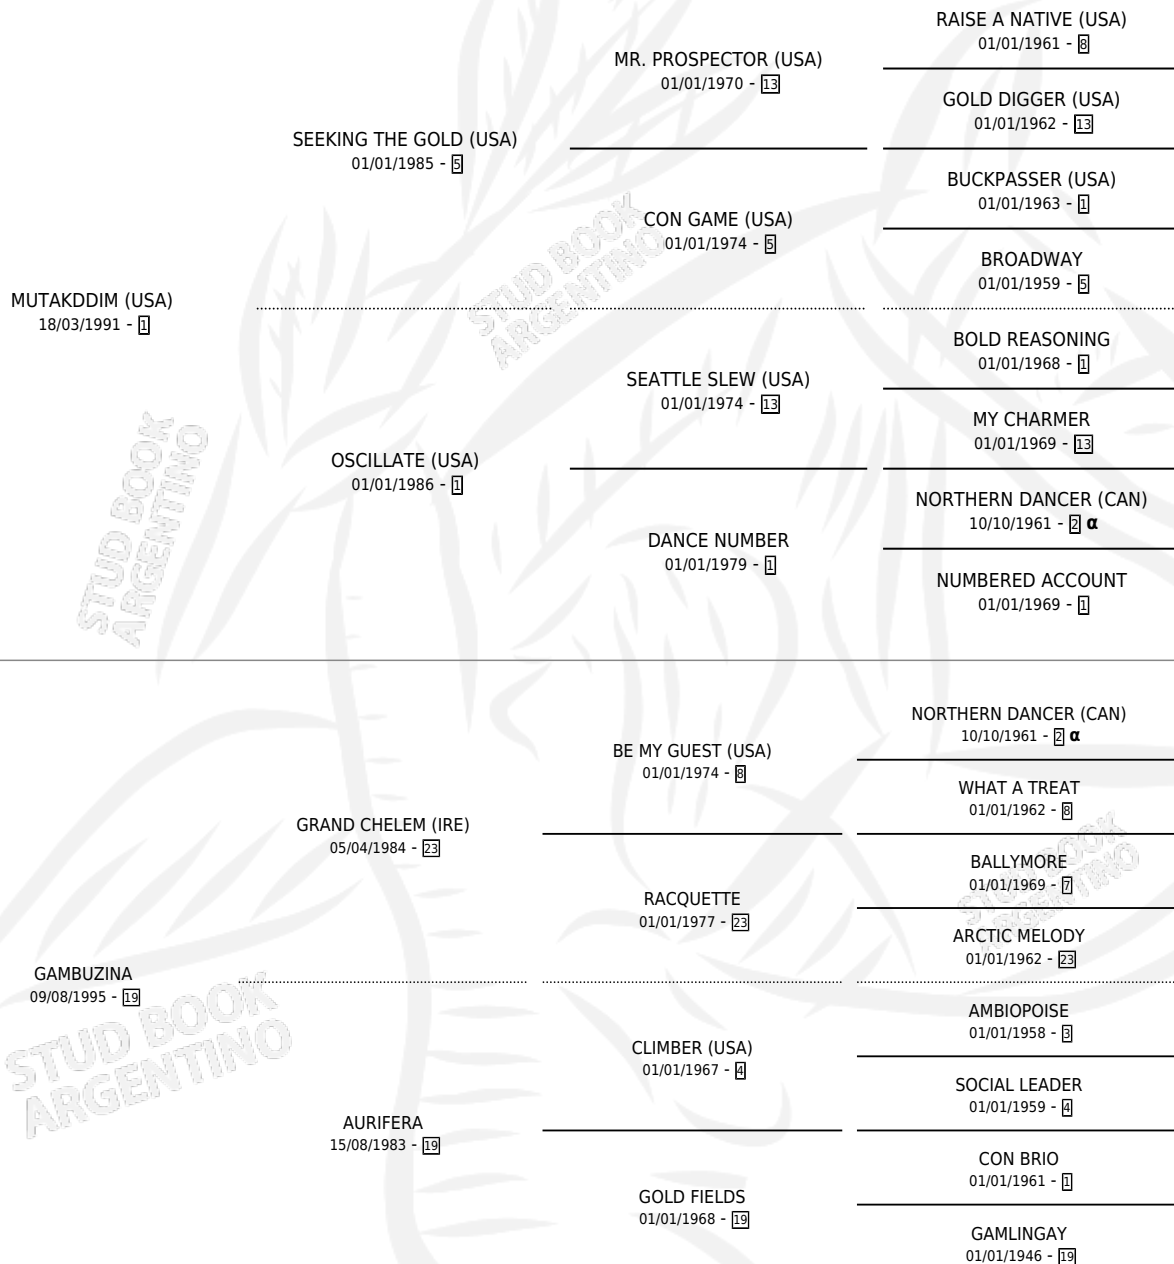 RAISE A NATIVE (USA)
01/01/1961 - 8
MR. PROSPECTOR (USA)
01/01/1970 - 13
GOLD DIGGER (USA)
01/01/1962 - 13
SEEKING THE GOLD (USA)
01/01/1985 - 5
BUCKPASSER (USA)
01/01/1963 - 1
CON GAME (USA)
01/01/1974 - 5
BROADWAY
01/01/1959 - 5
MUTAKDDIM (USA)
18/03/1991 - 1
STUD BOOK
ARGENTINO
BOLD REASONING
01/01/1968 - 1
SEATTLE SLEW (USA)
01/01/1974 - 13
MY CHARMER
01/01/1969 - 13
OSCILLATE (USA)
01/01/1986 - 1
STUD BOOK
ARGENTINO
NORTHERN DANCER (CAN)
10/10/1961 - 2 α
DANCE NUMBER
01/01/1979 - 1
NUMBERED ACCOUNT
01/01/1969 - 1
NORTHERN DANCER (CAN)
10/10/1961 - 2 α
BE MY GUEST (USA)
01/01/1974 - 8
WHAT A TREAT
01/01/1962 - 8
GRAND CHELEM (IRE)
05/04/1984 - 23
BALLYMORE
01/01/1969 - 7
STUD BOOK
ARGENTINO
RACQUETTE
01/01/1977 - 23
ARCTIC MELODY
01/01/1962 - 23
GAMBUZINA
09/08/1995 - 19
STUD BOOK
ARGENTINO
AMBIOPOISE
01/01/1958 - 3
CLIMBER (USA)
01/01/1967 - 4
SOCIAL LEADER
01/01/1959 - 4
AURIFERA
15/08/1983 - 19
CON BRIO
01/01/1961 - 1
GOLD FIELDS
01/01/1968 - 19
GAMLINGAY
01/01/1946 - 19